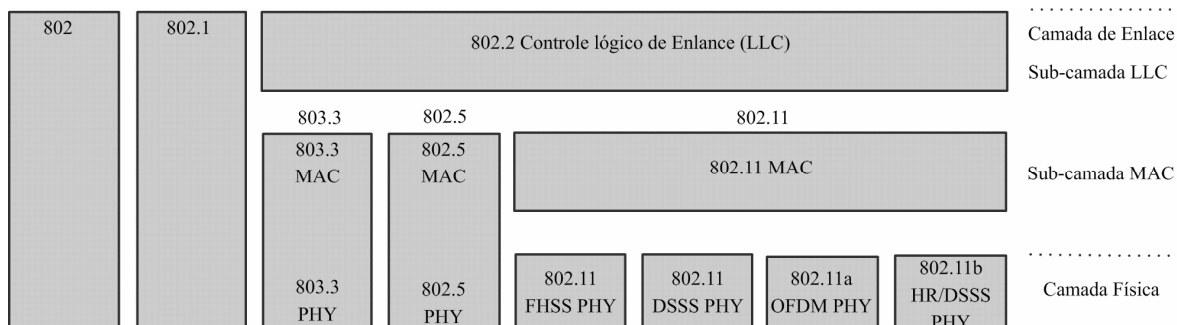 802
802.1
802.2 Controle lógico de Enlance (LLC)
Camada de Enlace
Sub-camada LLC
803.3
802.5
802.11
803.3
MAC
802.5
MAC
802.11 MAC
Sub-camada MAC
803.3
PHY
802.5
PHY
802.11
FHSS PHY
802.11
DSSS PHY
802.11a
OFDM PHY
802.11b
HR/DSSS
PHY
Camada Física